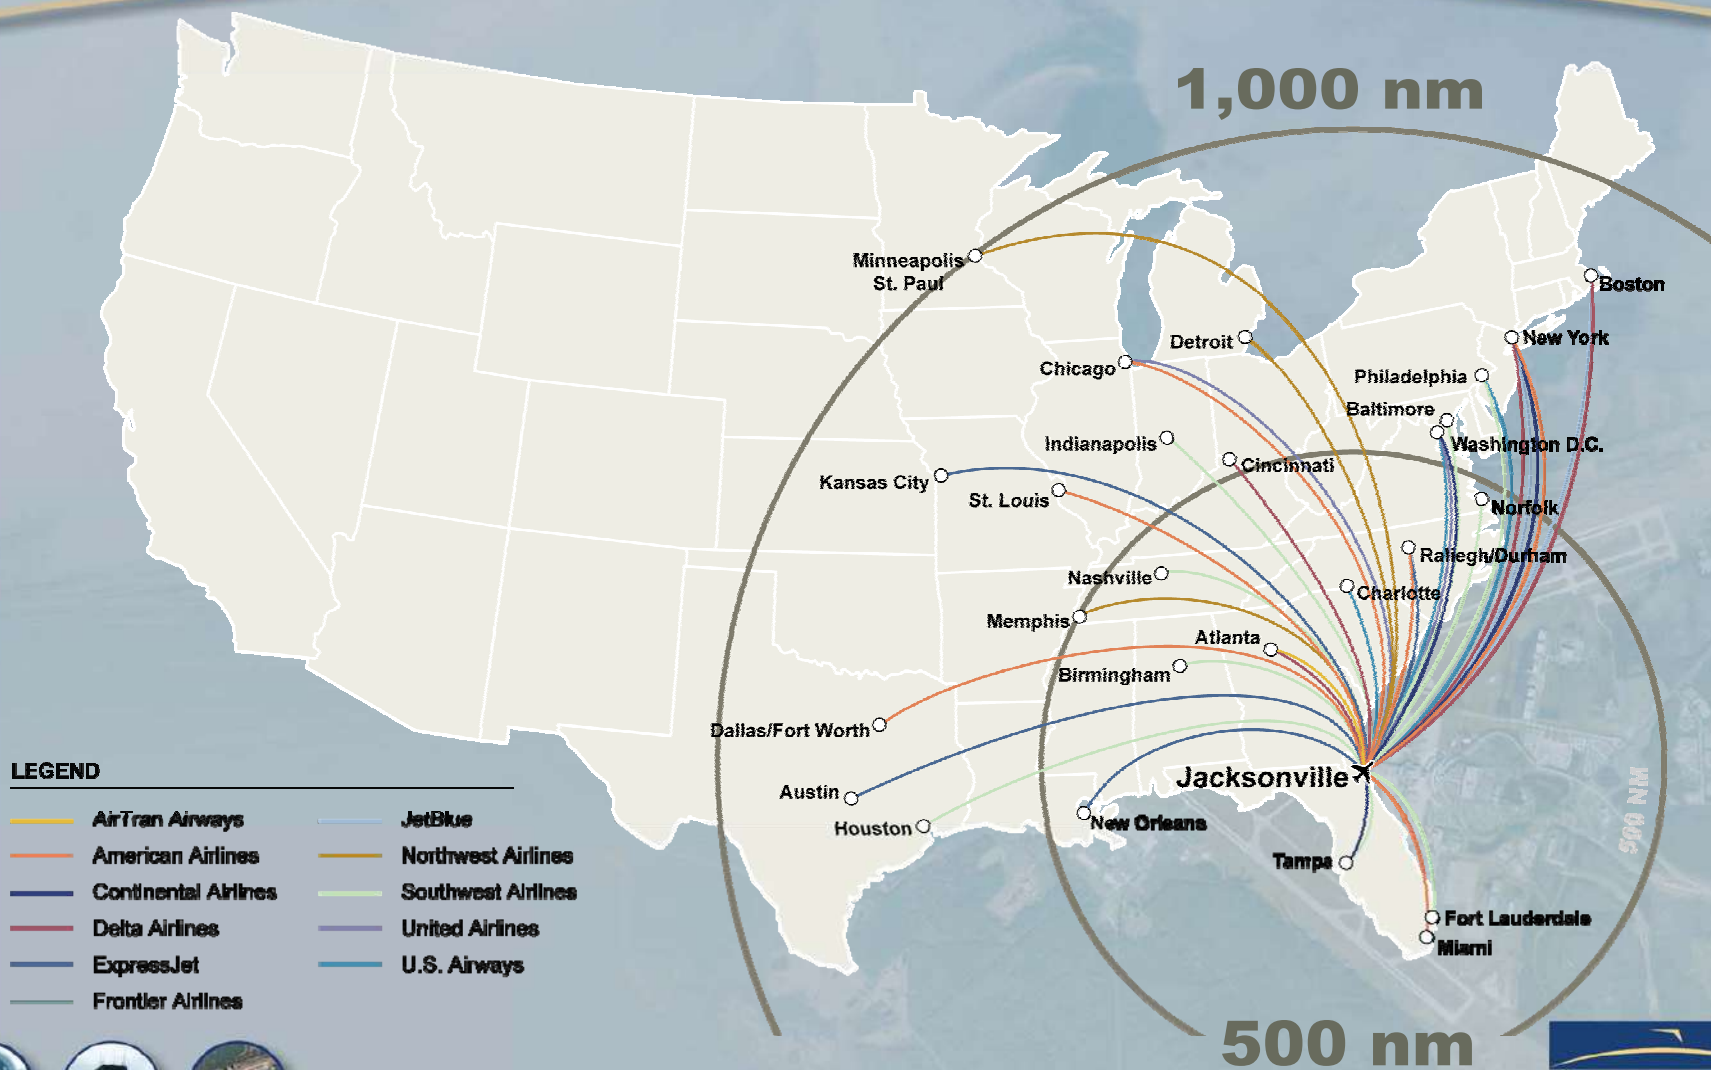 1,000 nm
Minneapolis
St. Paul
Boston
Detroit
New York
Chicago
Philadelphia
Baltimore
Indianapolis
Washington D.C.
Cincinnati
Kansas City
St. Louis
Norfolk
Raliegh/Durham
Nashville
Charlotte
Memphis
Atlanta
Birmingham
Dallas/Fort Worth
Jacksonville
Austin
Houston
New Orleans
Tampa
Fort Lauderdale
Miami
500 NM
500 nm
LEGEND
AirTran Airways
American Airlines
Continental Airlines
Delta Airlines
ExpressJet
Frontier Airlines
JetBlue
Northwest Airlines
Southwest Airlines
United Airlines
U.S. Airways